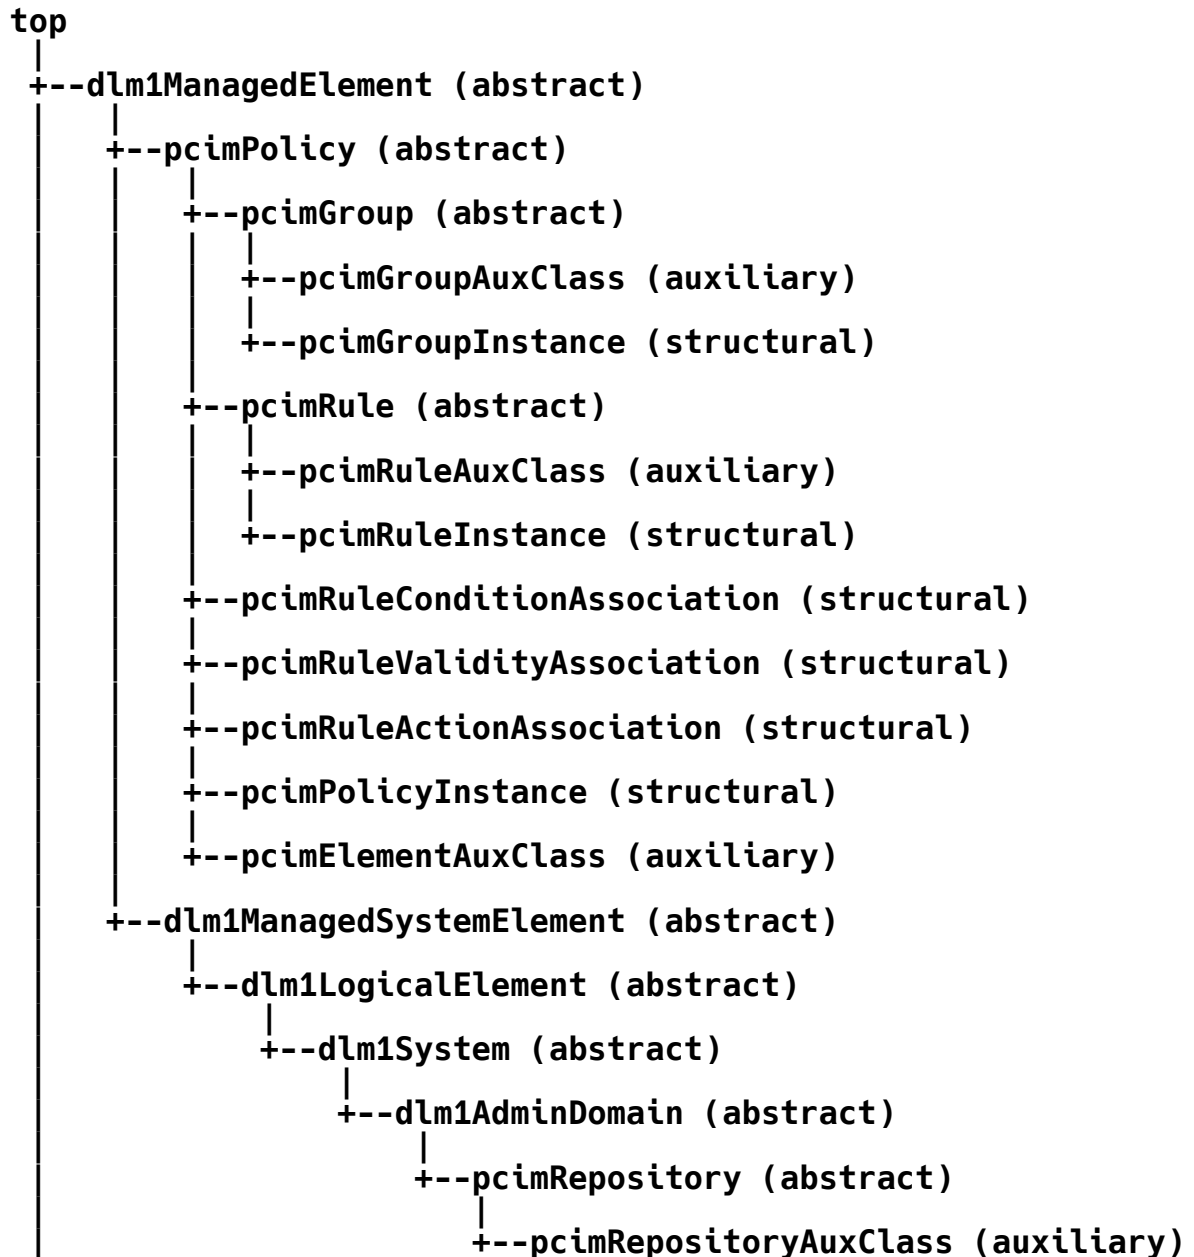 top
 |
 +--dlm1ManagedElement (abstract)
 |   |
 |   +--pcimPolicy (abstract)
 |   |   |
 |   |   +--pcimGroup (abstract)
 |   |   |  |
 |   |   |  +--pcimGroupAuxClass (auxiliary)
 |   |   |  |
 |   |   |  +--pcimGroupInstance (structural)
 |   |   |
 |   |   +--pcimRule (abstract)
 |   |   |  |
 |   |   |  +--pcimRuleAuxClass (auxiliary)
 |   |   |  |
 |   |   |  +--pcimRuleInstance (structural)
 |   |   |
 |   |   +--pcimRuleConditionAssociation (structural)
 |   |   |
 |   |   +--pcimRuleValidityAssociation (structural)
 |   |   |
 |   |   +--pcimRuleActionAssociation (structural)
 |   |   |
 |   |   +--pcimPolicyInstance (structural)
 |   |   |
 |   |   +--pcimElementAuxClass (auxiliary)
 |   |
 |   +--dlm1ManagedSystemElement (abstract)
 |       |
 |       +--dlm1LogicalElement (abstract)
 |           |
 |           +--dlm1System (abstract)
 |               |
 |               +--dlm1AdminDomain (abstract)
 |                   |
 |                   +--pcimRepository (abstract)
 |                      |
 |                      +--pcimRepositoryAuxClass (auxiliary)